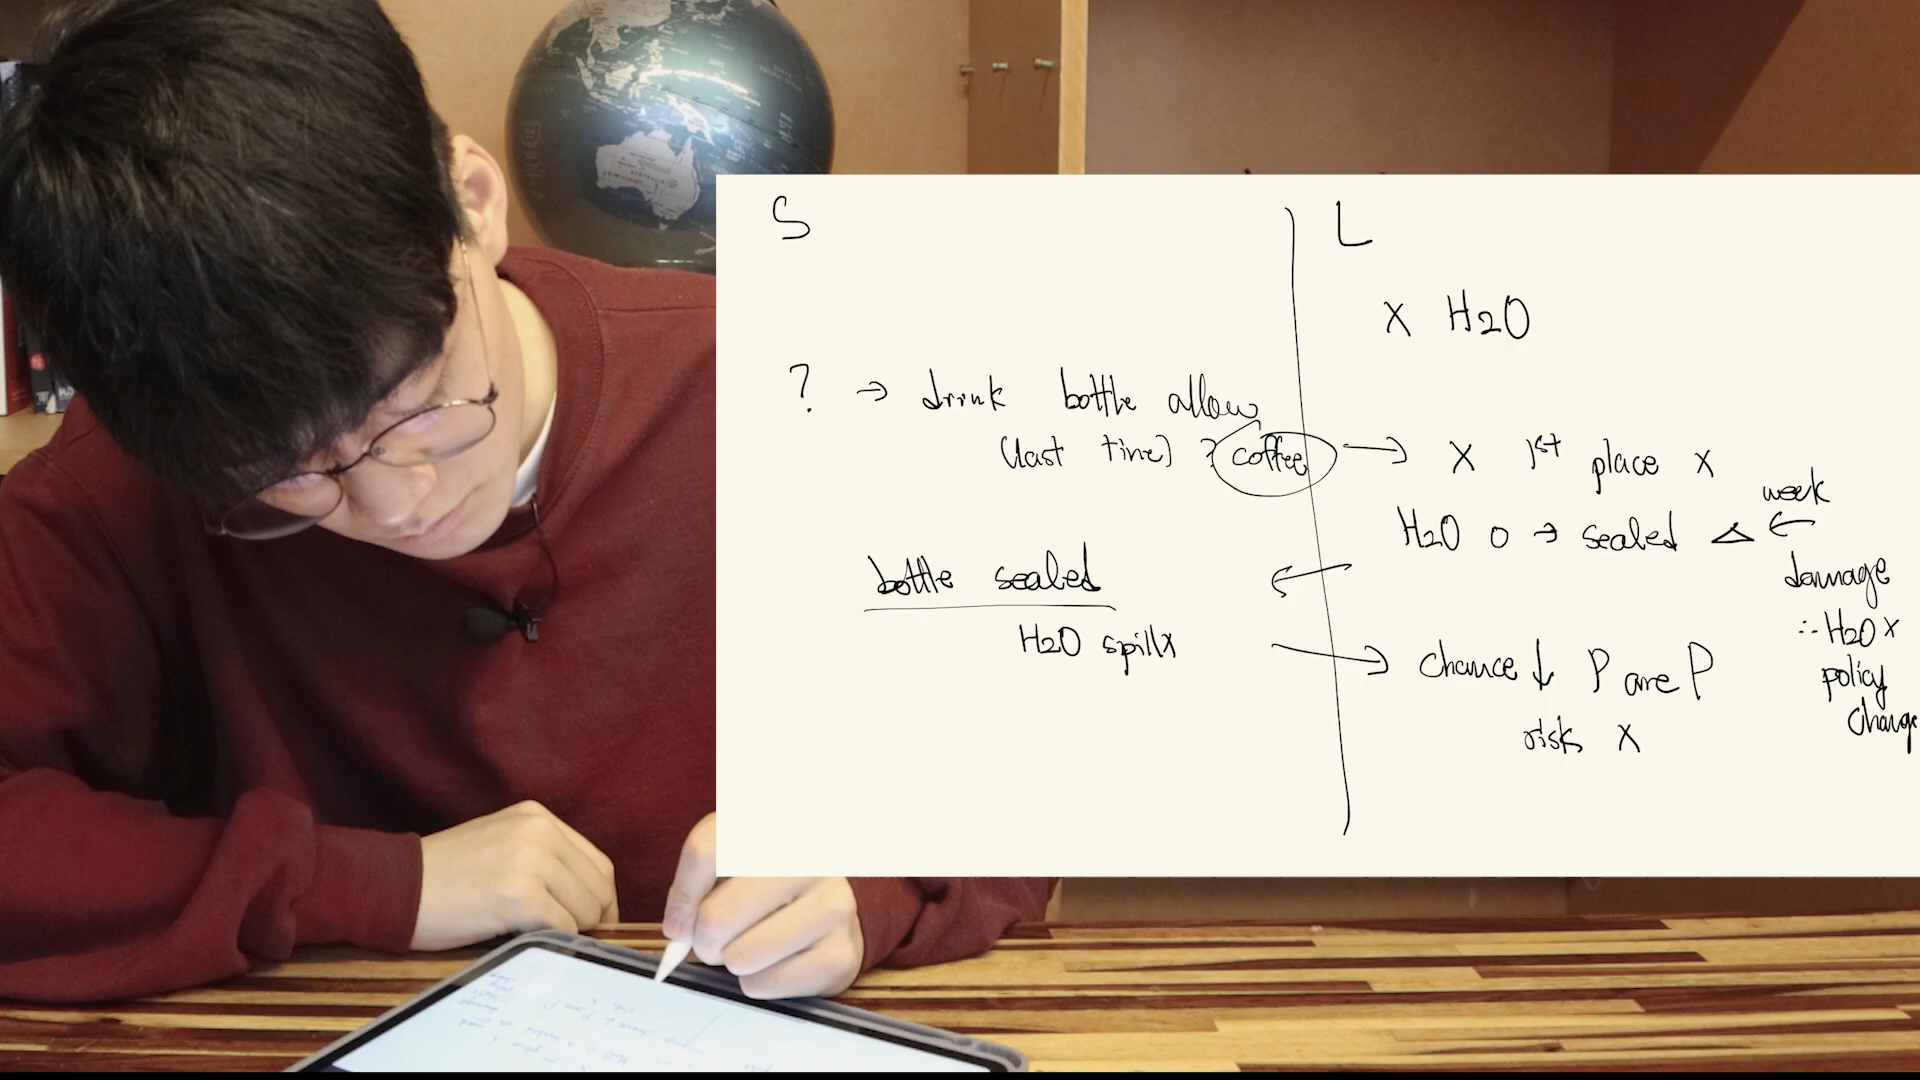 S
L
X H2O
? → drink bottle allow
(last time) ? coffee → X 1st place x
week
H2O o → sealed △ ←
bottle sealed ←
damage
H2O spillx → chance↓ P are P
∴ H2O x
policy
change
risk X